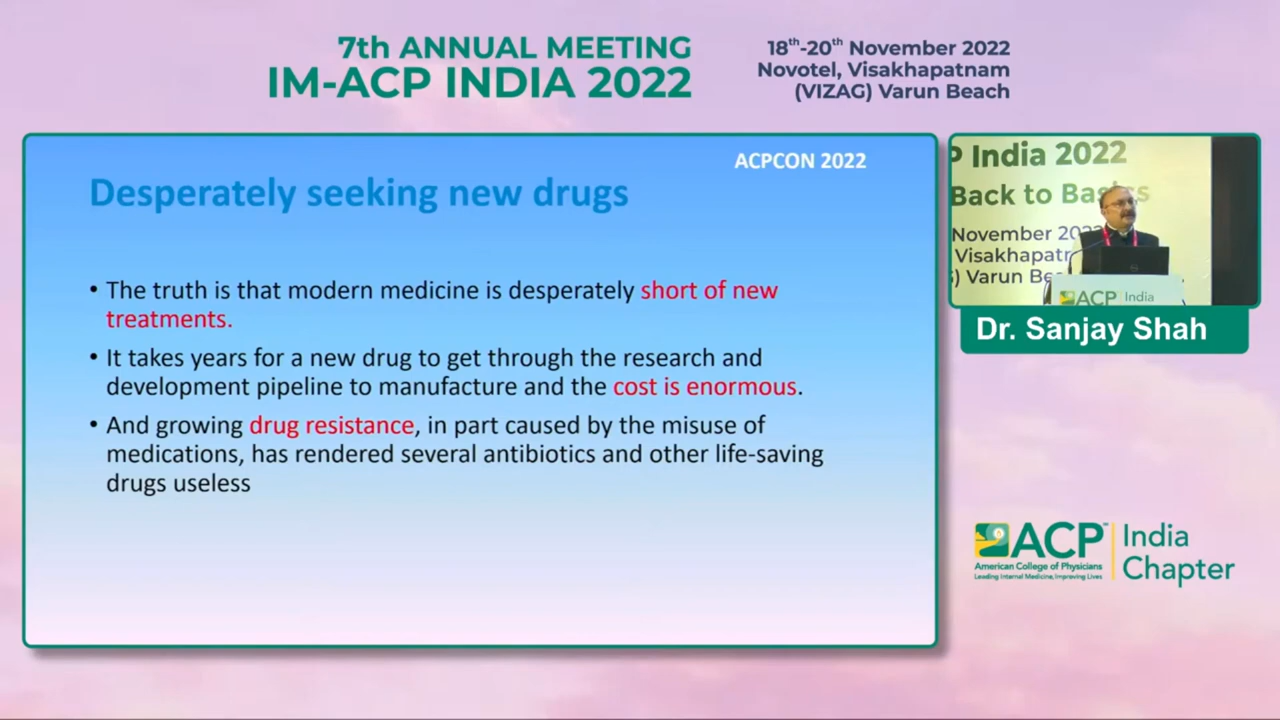 7th ANNUAL MEETING
IM-ACP INDIA 2022
18th-20th November 2022
Novotel, Visakhapatnam
(VIZAG) Varun Beach
ACPCON 2022
Desperately seeking new drugs
• The truth is that modern medicine is desperately short of new
treatments.
• It takes years for a new drug to get through the research and
development pipeline to manufacture and the cost is enormous.
• And growing drug resistance, in part caused by the misuse of
medications, has rendered several antibiotics and other life-saving
drugs useless
P India 2022
Back to Basics
November 202
Visakhapatr
) Varun Be
ACP India
Dr. Sanjay Shah
ACP™
American College of Physicians
Leading Internal Medicine, Improving Lives
India
Chapter